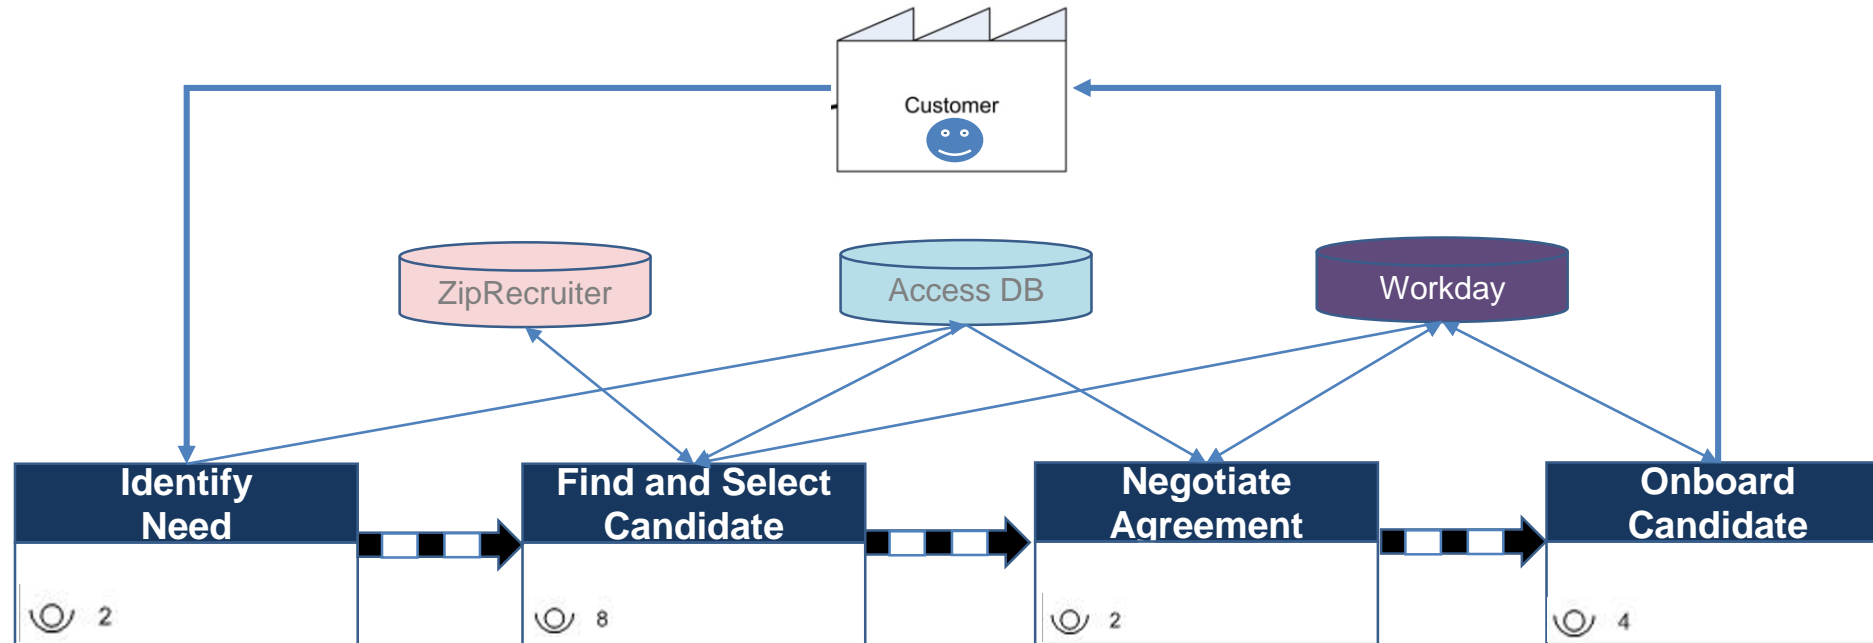 Customer
ZipRecruiter
Access DB
Workday
Identify
Need
Find and Select
Candidate
Negotiate
Agreement
Onboard
Candidate
2
8
2
4